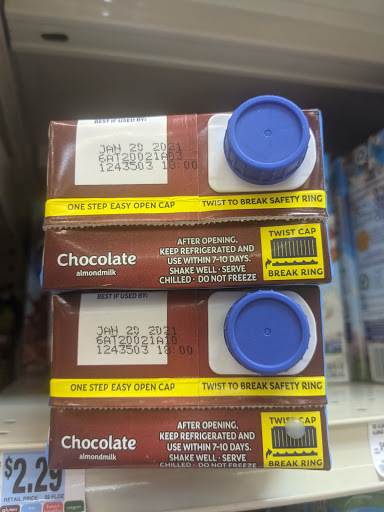 BEST IF USED BY:
JAN 20 2021
6AT20021A03
1243503 18:00
ONE STEP EASY OPEN CAP
TWIST TO BREAK SAFETY RING
Chocolate
almondmilk
AFTER OPENING,
KEEP REFRIGERATED AND
USE WITHIN 7-10 DAYS.
SHAKE WELL · SERVE
CHILLED · DO NOT FREEZE
TWIST CAP
BREAK RING
BEST IF USED BY:
JAN 20 2021
6AT20021A10
1243503 18:00
ONE STEP EASY OPEN CAP
TWIST TO BREAK SAFETY RING
Chocolate
almondmilk
AFTER OPENING,
KEEP REFRIGERATED AND
USE WITHIN 7-10 DAYS.
SHAKE WELL · SERVE
CHILLED · DO NOT FREEZE
TWIST CAP
BREAK RING
$2.29
RETAIL PRICE 32 FLOZ
gluten
vegan